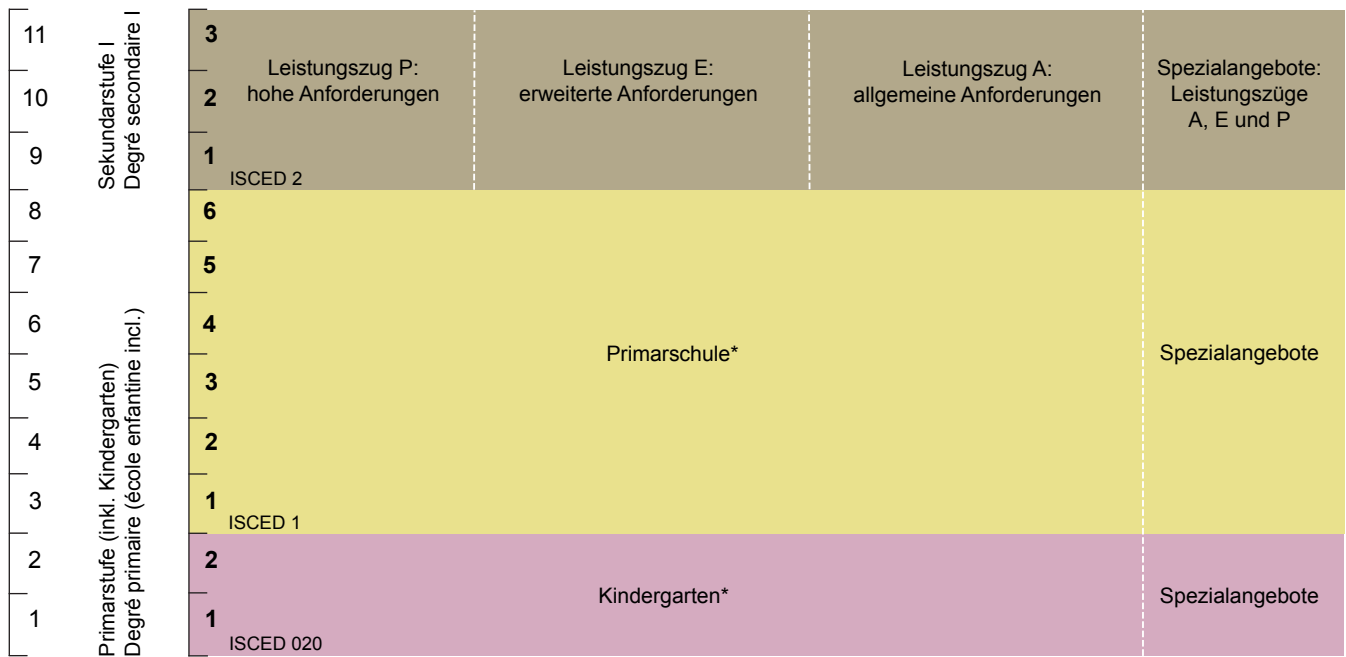 11
10
9
8
7
6
5
4
3
2
1
Sekundarstufe I
Degré secondaire I
Primarstufe (inkl. Kindergarten)
Degré primaire (école enfantine incl.)
3
2
1
ISCED 2
Leistungszug P:
hohe Anforderungen
Leistungszug E:
erweiterte Anforderungen
Leistungszug A:
allgemeine Anforderungen
Spezialangebote:
Leistungszüge
A, E und P
6
5
4
3
2
1
ISCED 1
Primarschule*
Spezialangebote
2
1
ISCED 020
Kindergarten*
Spezialangebote